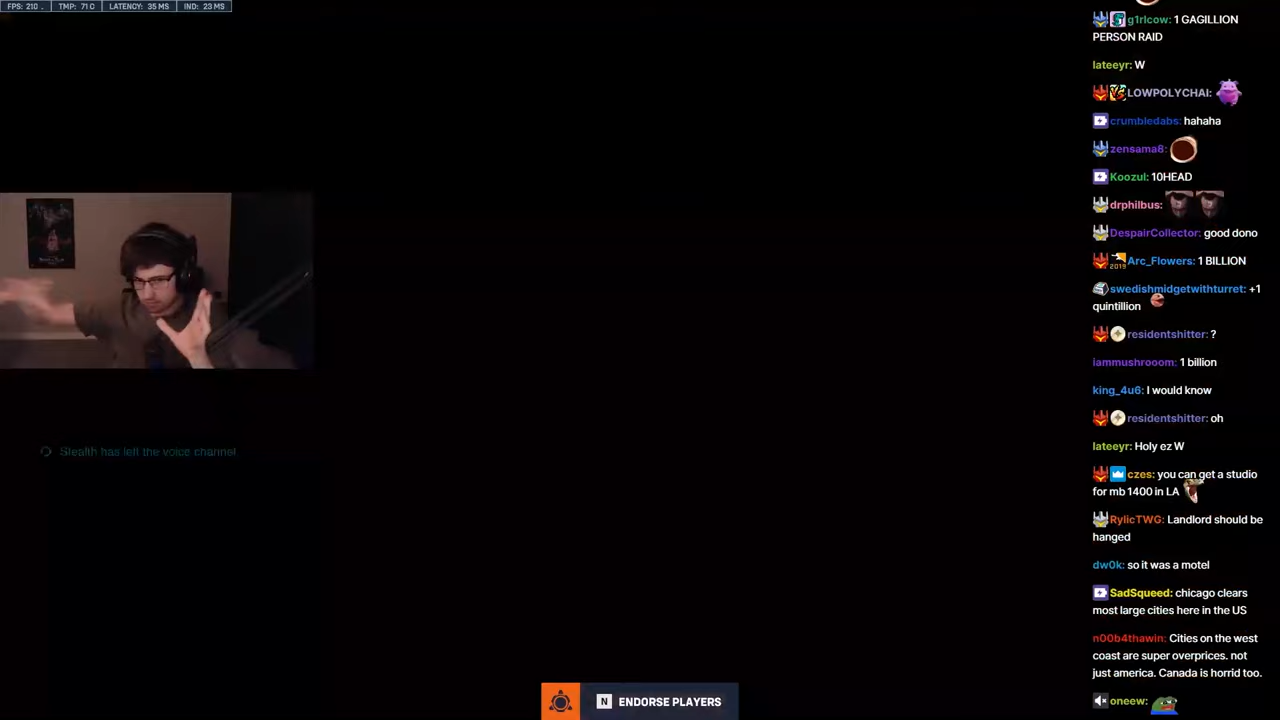 FPS: 210 . TMP: 71 C LATENCY: 35 MS IND: 23 MS
g1rlcow: 1 GAGILLION
PERSON RAID
lateeyr: W
LOWPOLYCHAI:
crumbledabs: hahaha
zensama8:
Koozul: 10HEAD
drphilbus:
DespairCollector: good dono
2019 Arc_Flowers: 1 BILLION
swedishmidgetwithturret: +1
quintillion
residentshitter: ?
iammushrooom: 1 billion
king_4u6: I would know
residentshitter: oh
lateeyr: Holy ez W
czes: you can get a studio
for mb 1400 in LA
RylicTWG: Landlord should be
hanged
dw0k: so it was a motel
SadSqueed: chicago clears
most large cities here in the US
n00b4thawin: Cities on the west
coast are super overprices. not
just america. Canada is horrid too.
oneew:
Stealth has left the voice channel
N ENDORSE PLAYERS